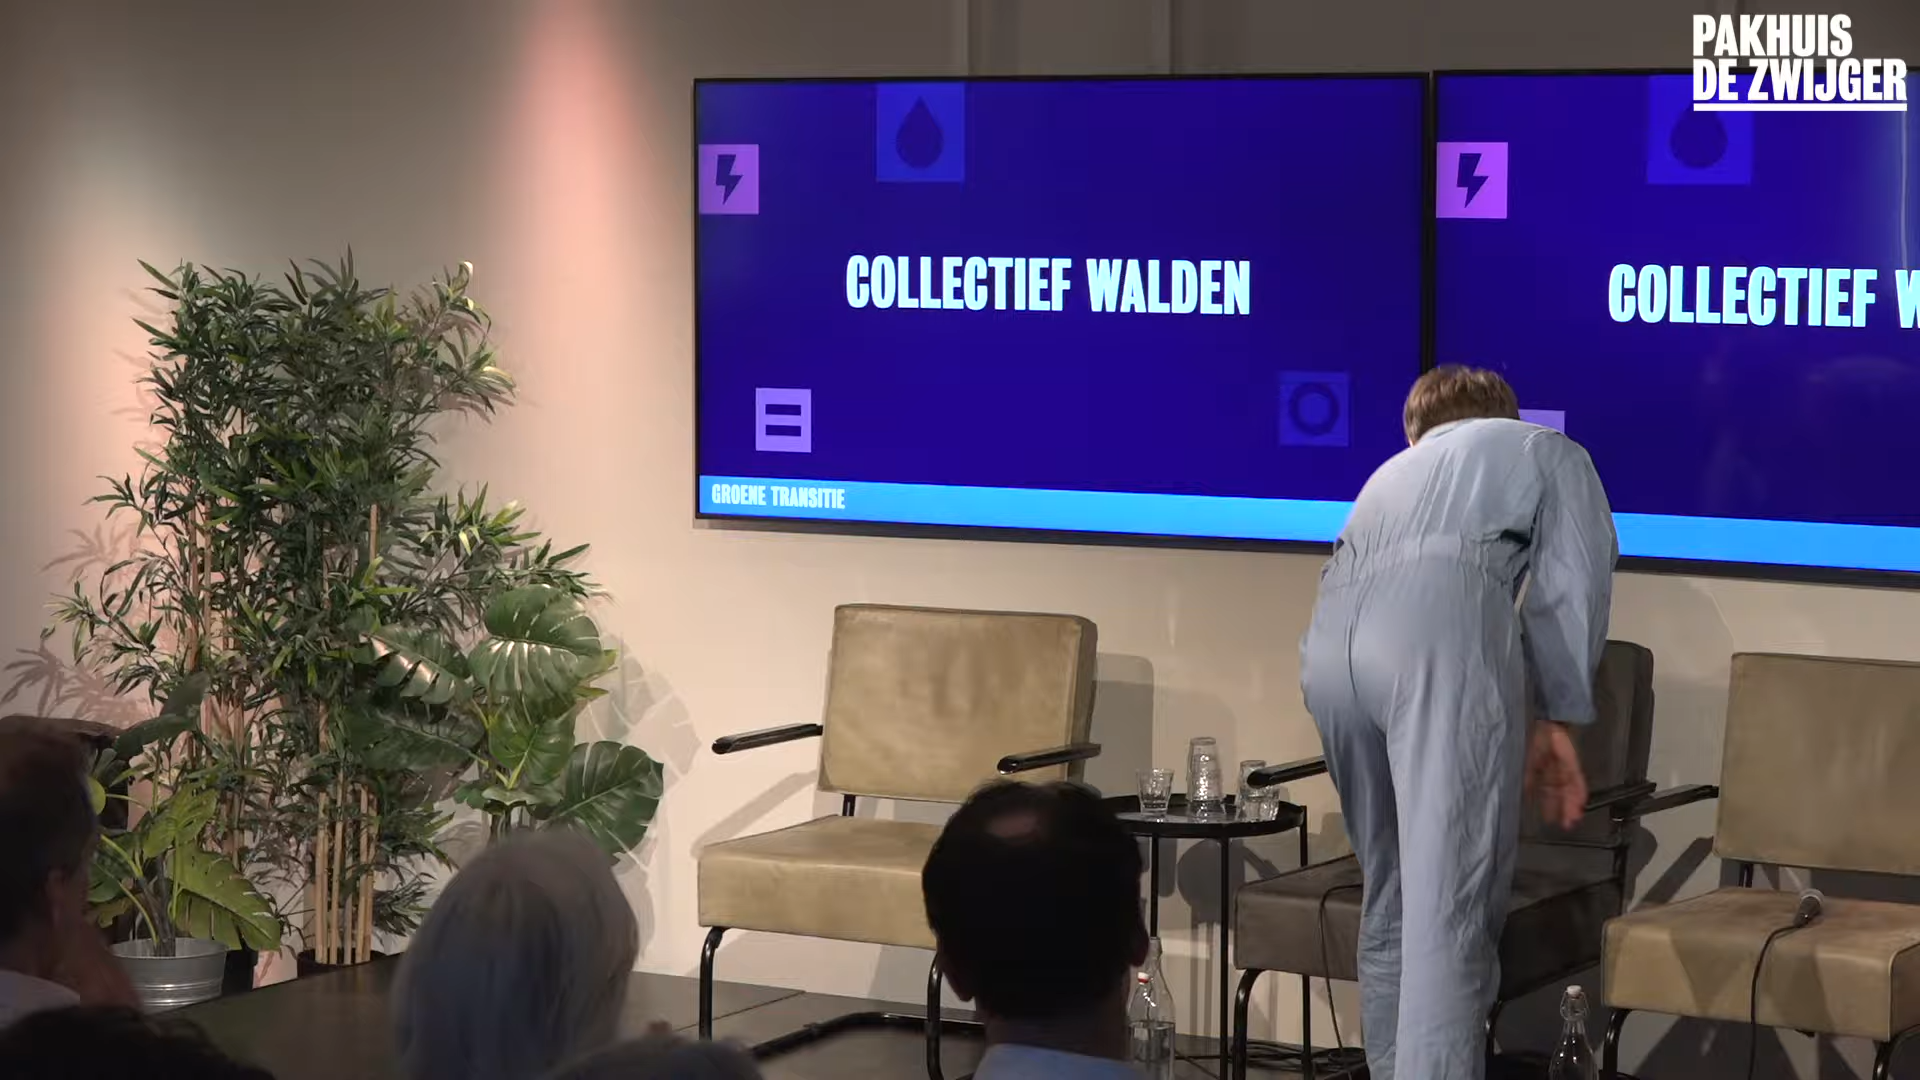 PAKHUIS
DE ZWIJGER
COLLECTIEF WALDEN
COLLECTIEF W
GROENE TRANSITIE